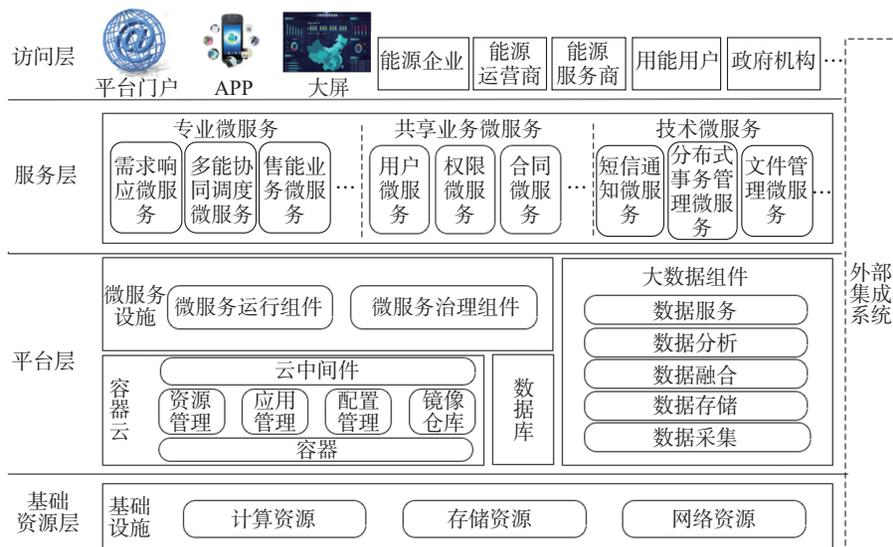 访问层
平台门户
APP
大屏
能源企业
能源
运营商
能源
服务商
用能用户
政府机构
…
服务层
专业微服务
需求响
应微服
务
多能协
同调度
微服务
售能业
务微服
务
…
共享业务微服务
用户
微服
务
权限
微服
务
合同
微服
务
…
技术微服务
短信通
知微服
务
分布式
事务管
理微服
务
文件管
理微服
务
…
外部
集成
系统
平台层
微服务
设施
微服务运行组件
微服务治理组件
容
器
云
云中间件
资源
管理
应用
管理
配置
管理
镜像
仓库
容器
数
据
库
大数据组件
数据服务
数据分析
数据融合
数据存储
数据采集
基础
资源层
基础
设施
计算资源
存储资源
网络资源